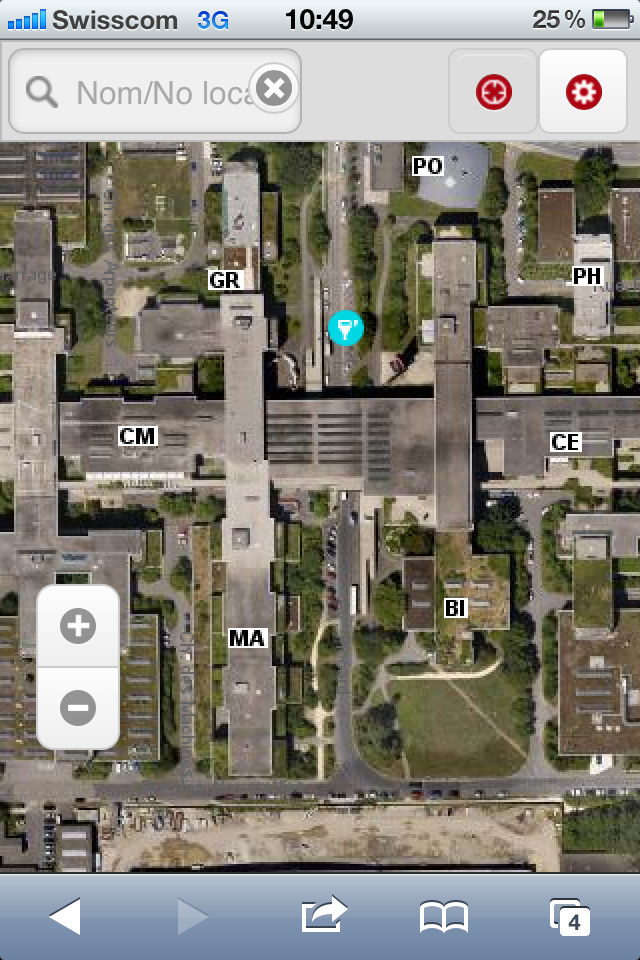 Swisscom 3G 10:49 25 %
Nom/No loca
PO
GR
PH
CM
CE
BI
MA
4